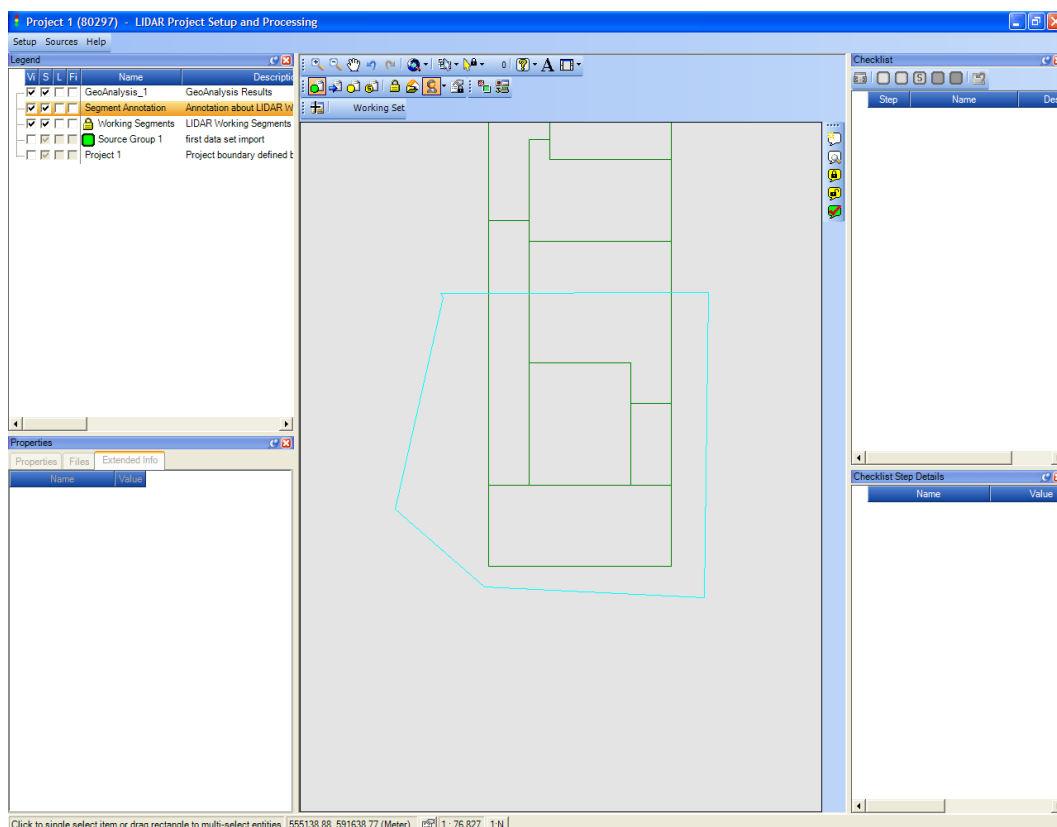 Project 1 (80297) - LIDAR Project Setup and Processing
Setup Sources Help
Legend
Vi S L Fi Name Descriptio
GeoAnalysis_1 GeoAnalysis Results
Segment Annotation Annotation about LIDAR W
Working Segments LIDAR Working Segments
Source Group 1 first data set import
Project 1 Project boundary defined b
Properties
Properties Files Extended Info
Name Value
0 ? A
S
Working Set
Checklist
S
Step Name Des
Checklist Step Details
Name Value
Click to single select item or drag rectangle to multi-select entities 555138.88, 591638.77 (Meter) 1 : 76,827 1:N